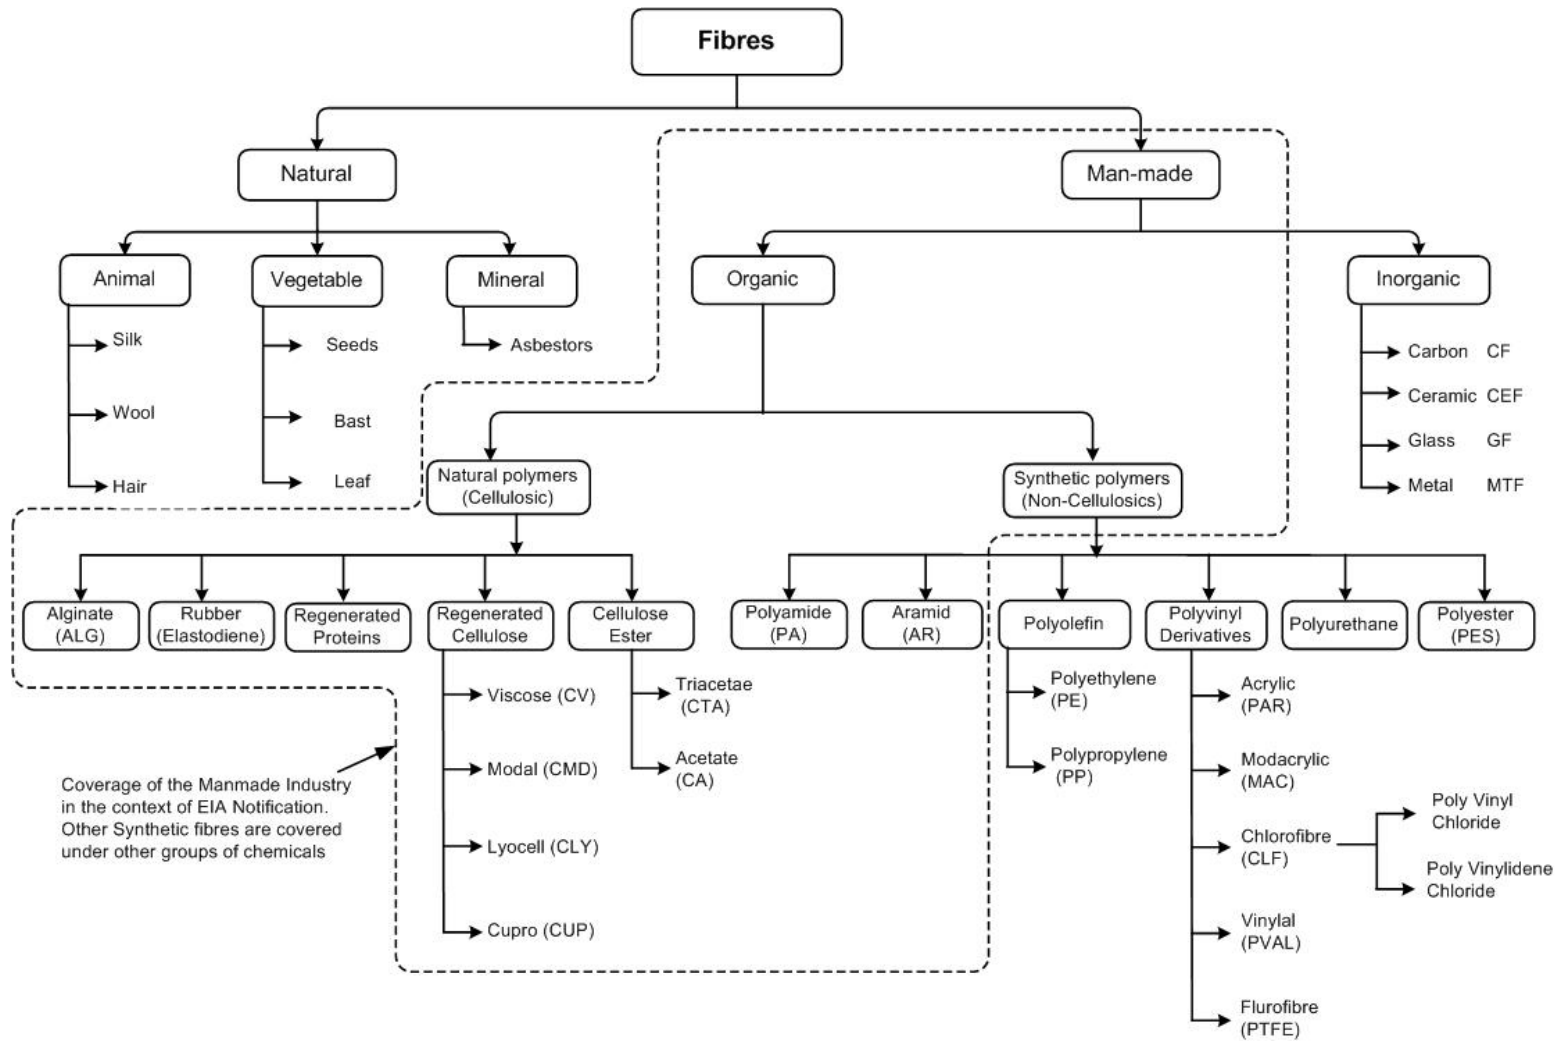 Fibres
Natural
Man-made
Animal
Vegetable
Mineral
Organic
Inorganic
Silk
Wool
Hair
Seeds
Bast
Leaf
Asbestors
Carbon CF
Ceramic CEF
Glass GF
Metal MTF
Natural polymers
(Cellulosic)
Synthetic polymers
(Non-Cellulosics)
Alginate
(ALG)
Rubber
(Elastodiene)
Regenerated
Proteins
Regenerated
Cellulose
Cellulose
Ester
Polyamide
(PA)
Aramid
(AR)
Polyolefin
Polyvinyl
Derivatives
Polyurethane
Polyester
(PES)
Viscose (CV)
Modal (CMD)
Lyocell (CLY)
Cupro (CUP)
Triacetae
(CTA)
Acetate
(CA)
Polyethylene
(PE)
Polypropylene
(PP)
Acrylic
(PAR)
Modacrylic
(MAC)
Chlorofibre
(CLF)
Vinylal
(PVAL)
Flurofibre
(PTFE)
Poly Vinyl
Chloride
Poly Vinylidene
Chloride
Coverage of the Manmade Industry
in the context of EIA Notification.
Other Synthetic fibres are covered
under other groups of chemicals